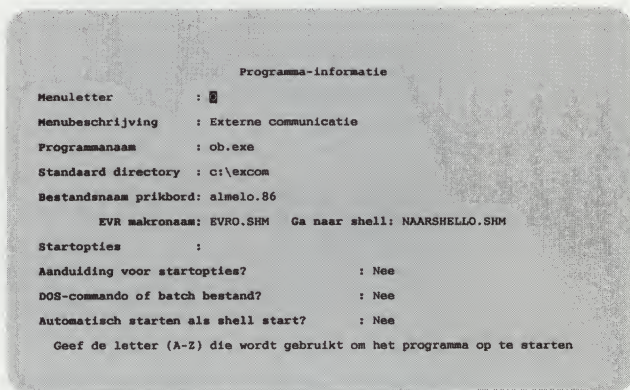 Programma-informatie
Menuletter : O
Menubeschrijving : Externe communicatie
Programmanaam : ob.exe
Standaard directory : c:\excom
Bestandsnaam prikbord: almelo.86
EVR makronaam: EVRO.SHM Ga naar shell: NAARSHELLO.SHM
Startopties :
Aanduiding voor startopties? : Nee
DOS-commando of batch bestand? : Nee
Automatisch starten als shell start? : Nee
Geef de letter (A-Z) die wordt gebruikt om het programma op te starten